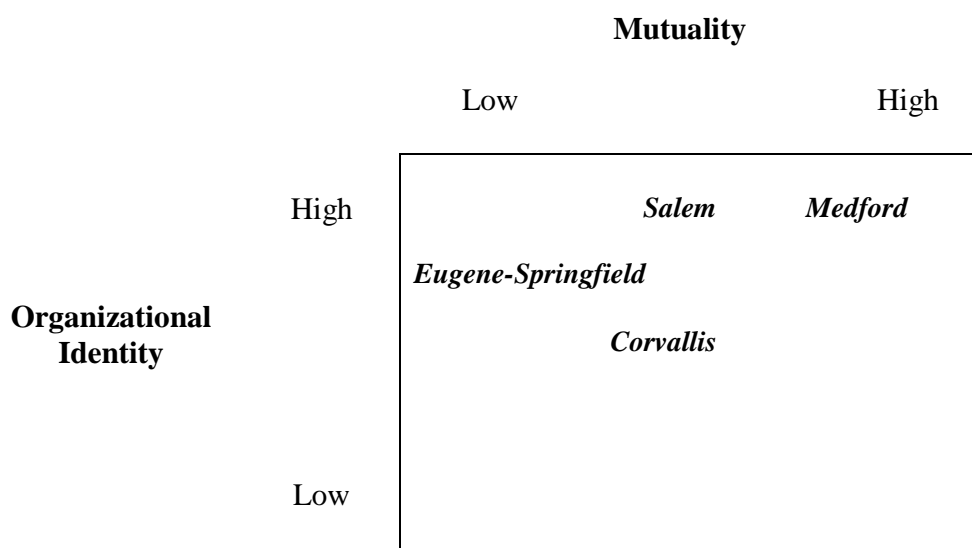 Mutuality
Low High
High Salem Medford
Eugene-Springfield
Organizational
Identity
Corvallis
Low